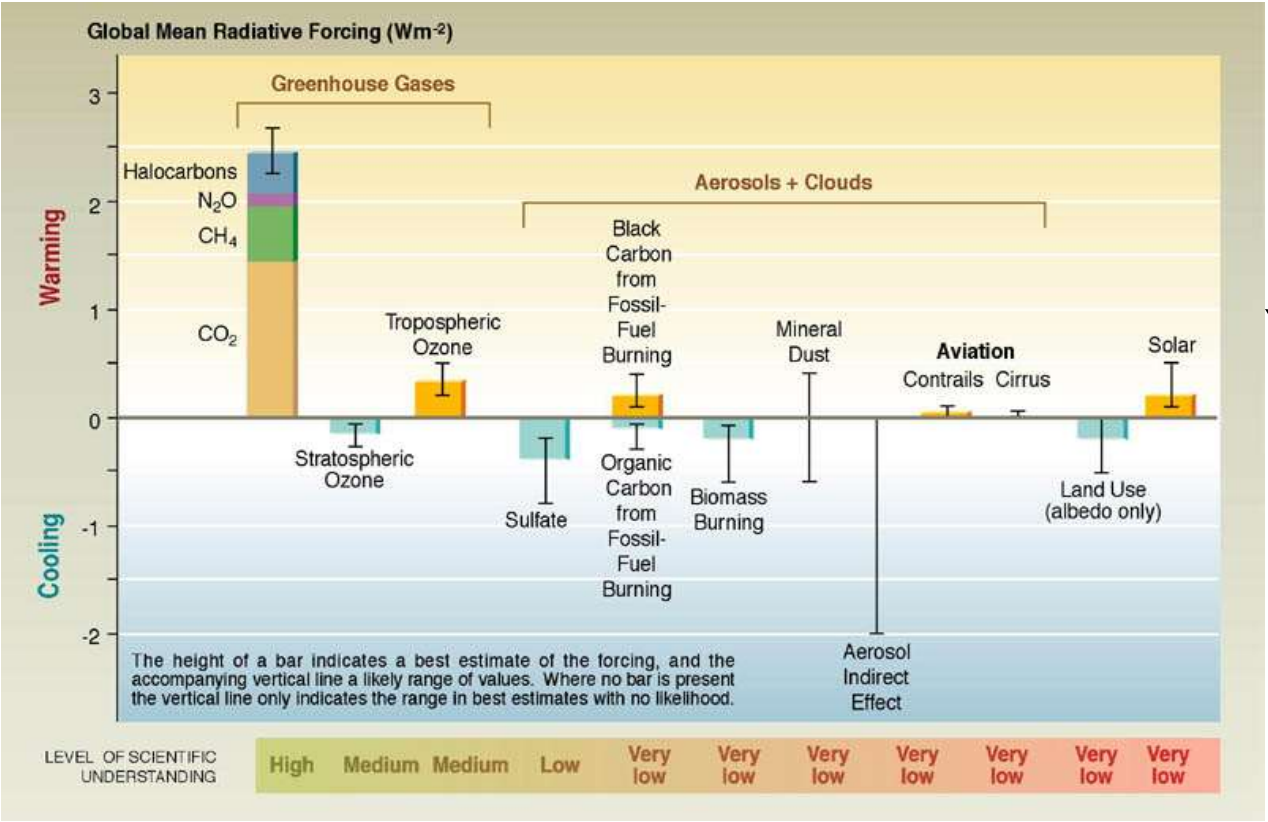 Global Mean Radiative Forcing (Wm-2)
Greenhouse Gases
3
Halocarbons
N2O
CH4
CO2
2
1
0
-1
-2
Warming
Cooling
Aerosols + Clouds
Stratospheric
Ozone
Tropospheric
Ozone
Sulfate
Black
Carbon
from
Fossil-
Fuel
Burning
Organic
Carbon
from
Fossil-
Fuel
Burning
Biomass
Burning
Mineral
Dust
Aerosol
Indirect
Effect
Aviation
Contrails Cirrus
Land Use
(albedo only)
Solar
The height of a bar indicates a best estimate of the forcing, and the
accompanying vertical line a likely range of values. Where no bar is present
the vertical line only indicates the range in best estimates with no likelihood.
LEVEL OF SCIENTIFIC
UNDERSTANDING
High
Medium
Medium
Low
Very
low
Very
low
Very
low
Very
low
Very
low
Very
low
Very
low